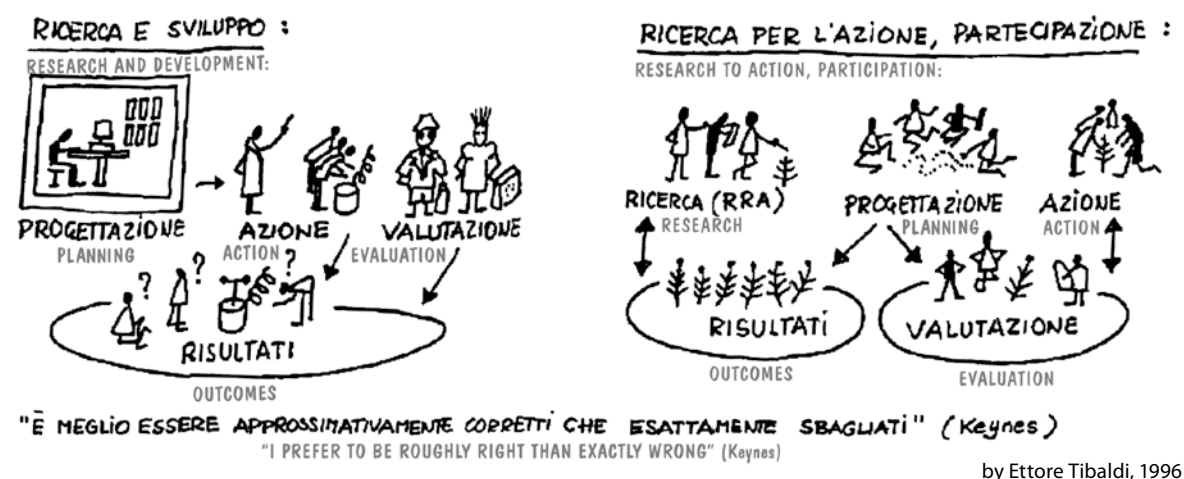 RICERCA E SVILUPPO :
RESEARCH AND DEVELOPMENT:
PROGETTAZIONE
PLANNING
AZIONE
ACTION
VALUTAZIONE
EVALUATION
? ? ?
RISULTATI
OUTCOMES
RICERCA PER L'AZIONE, PARTECIPAZIONE :
RESEARCH TO ACTION, PARTICIPATION:
RICERCA (RRA)
RESEARCH
PROGETTAZIONE
PLANNING
AZIONE
ACTION
RISULTATI
OUTCOMES
VALUTAZIONE
EVALUATION
"È MEGLIO ESSERE APPROSSIMATIVAMENTE CORRETTI CHE ESATTAMENTE SBAGLIATI" (Keynes)
"I PREFER TO BE ROUGHLY RIGHT THAN EXACTLY WRONG" (Keynes)
by Ettore Tibaldi, 1996